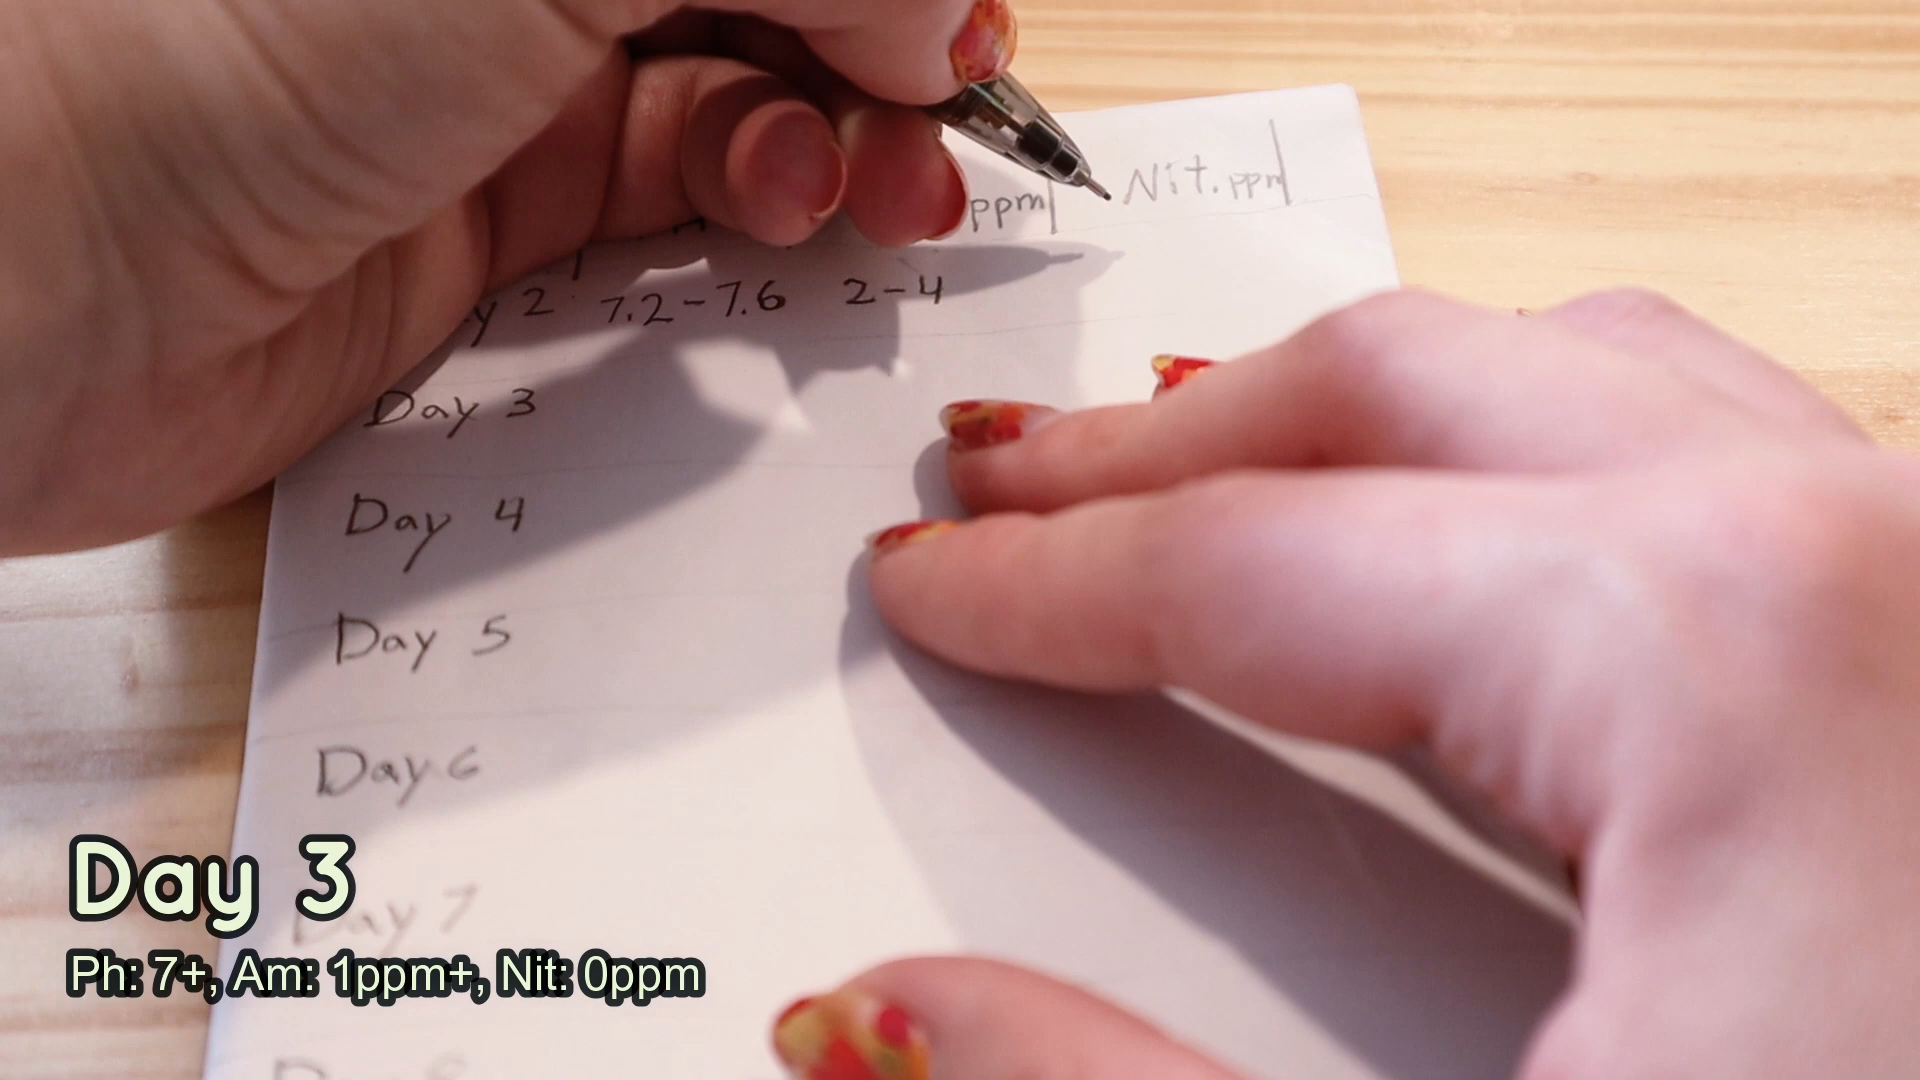 ppm| Nit. ppm|
2 7.2-7.6 2-4
Day 3
Day 4
Day 5
Day 6
Day 7
Day 3
Ph: 7+, Am: 1ppm+, Nit: 0ppm